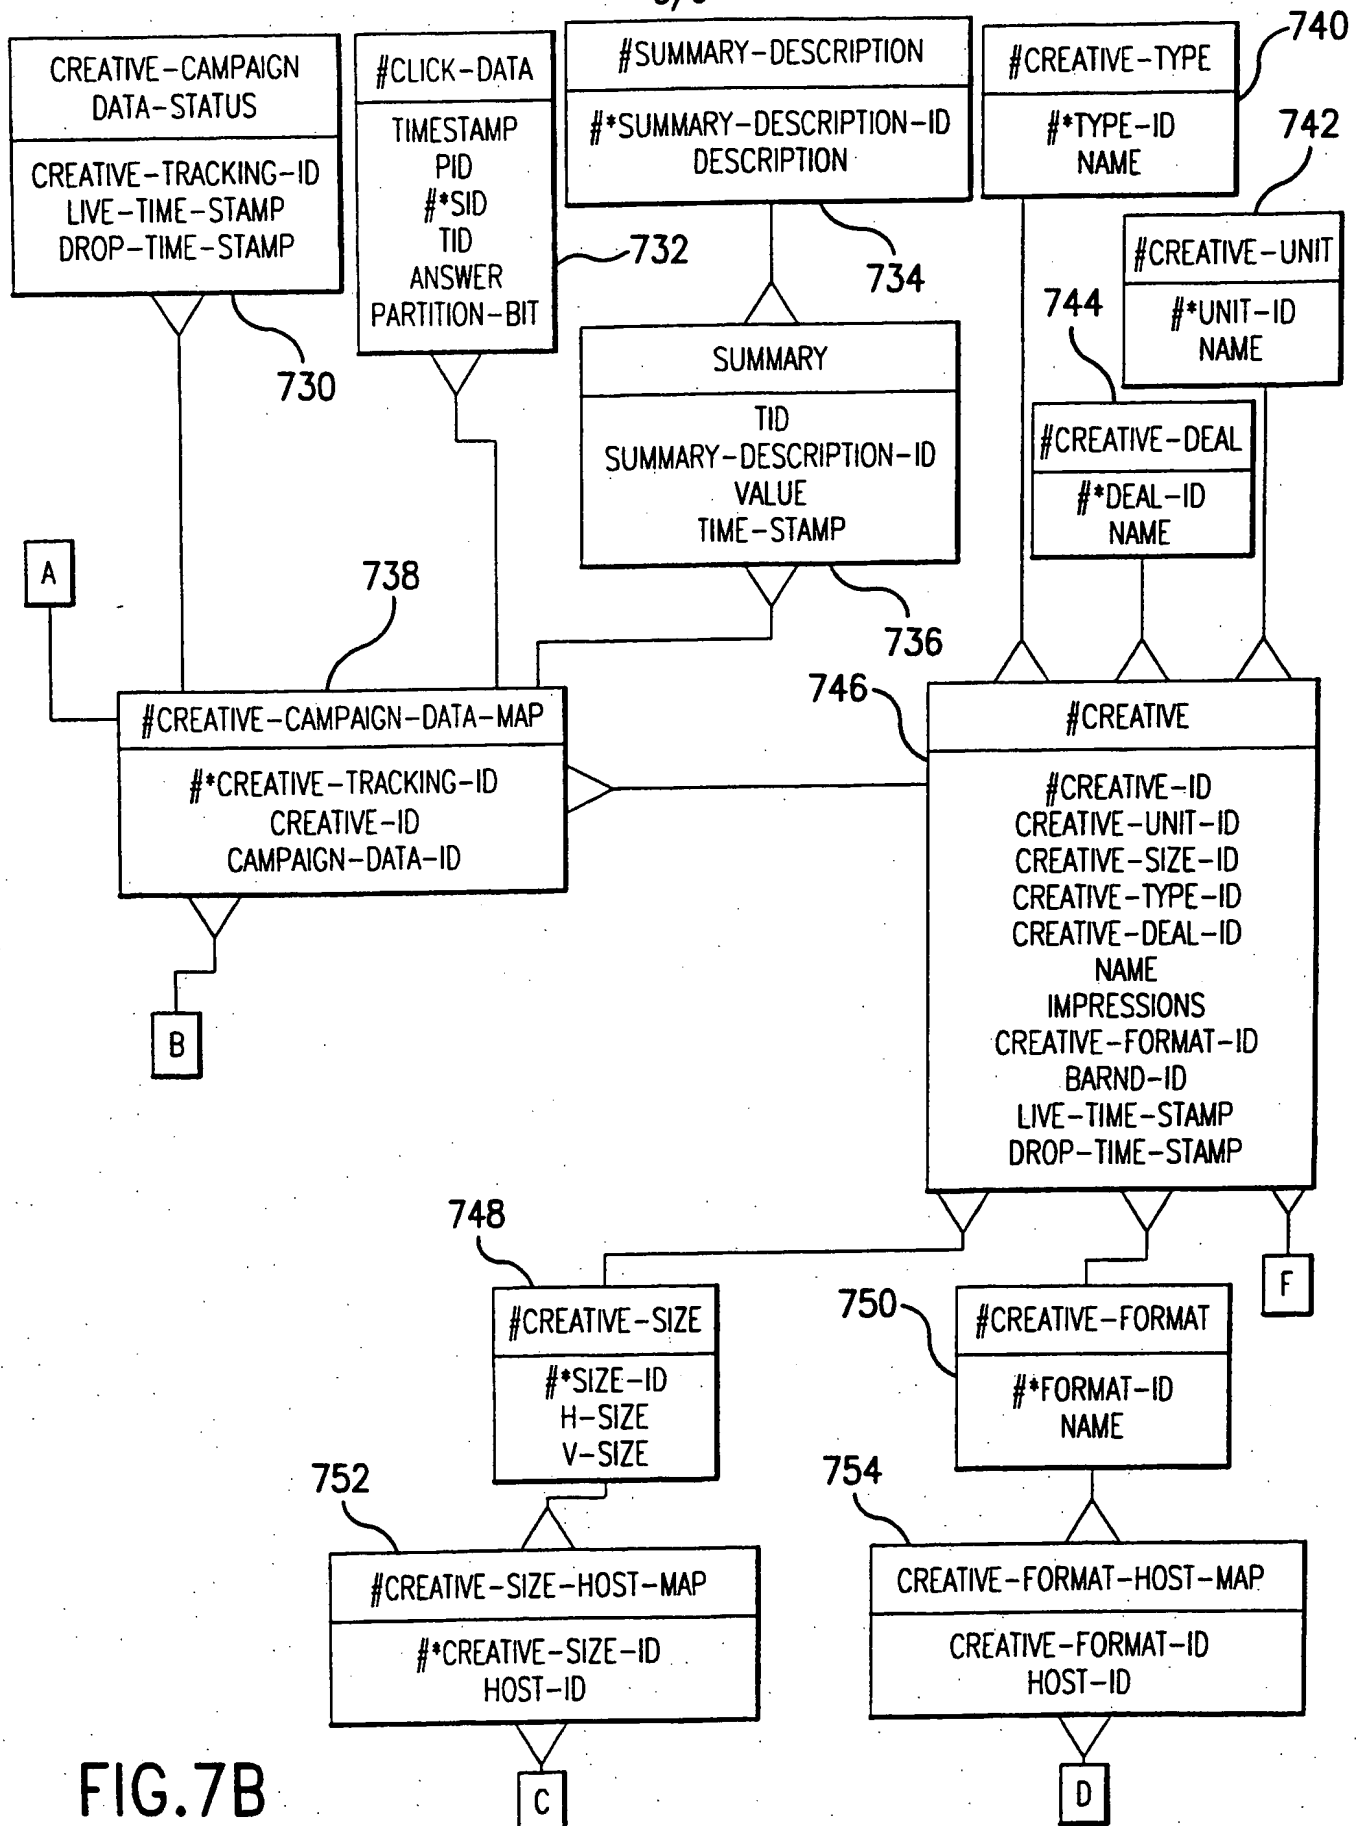 CREATIVE-CAMPAIGN
DATA-STATUS
CREATIVE-TRACKING-ID
LIVE-TIME-STAMP
DROP-TIME-STAMP
730
#CLICK-DATA
TIMESTAMP
PID
#*SID
TID
ANSWER
PARTITION-BIT
732
#SUMMARY-DESCRIPTION
#*SUMMARY-DESCRIPTION-ID
DESCRIPTION
734
#CREATIVE-TYPE
#*TYPE-ID
NAME
740
742
#CREATIVE-UNIT
#*UNIT-ID
NAME
744
#CREATIVE-DEAL
#*DEAL-ID
NAME
SUMMARY
TID
SUMMARY-DESCRIPTION-ID
VALUE
TIME-STAMP
736
A
738
#CREATIVE-CAMPAIGN-DATA-MAP
#*CREATIVE-TRACKING-ID
CREATIVE-ID
CAMPAIGN-DATA-ID
B
746
#CREATIVE
#CREATIVE-ID
CREATIVE-UNIT-ID
CREATIVE-SIZE-ID
CREATIVE-TYPE-ID
CREATIVE-DEAL-ID
NAME
IMPRESSIONS
CREATIVE-FORMAT-ID
BARND-ID
LIVE-TIME-STAMP
DROP-TIME-STAMP
748
#CREATIVE-SIZE
#*SIZE-ID
H-SIZE
V-SIZE
750
#CREATIVE-FORMAT
#*FORMAT-ID
NAME
F
752
#CREATIVE-SIZE-HOST-MAP
#*CREATIVE-SIZE-ID
HOST-ID
754
CREATIVE-FORMAT-HOST-MAP
CREATIVE-FORMAT-ID
HOST-ID
C
D
FIG.7B